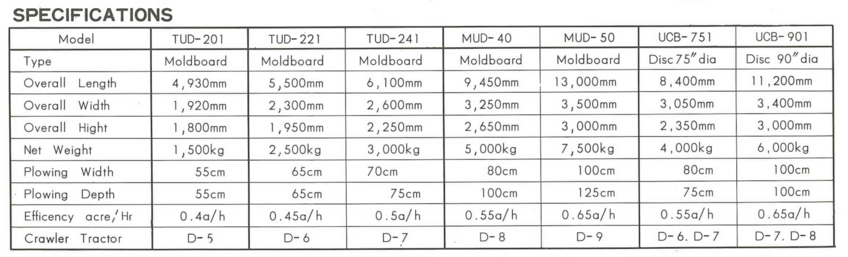 SPECIFICATIONS
Model TUD-201 TUD-221 TUD-241 MUD-40 MUD-50 UCB-751 UCB-901
Type Moldboard Moldboard Moldboard Moldboard Moldboard Disc 75″ dia Disc 90″ dia
Overall Length 4,930mm 5,500mm 6,100mm 9,450mm 13,000mm 8,400mm 11,200mm
Overall Width 1,920mm 2,300mm 2,600mm 3,250mm 3,500mm 3,050mm 3,400mm
Overall Hight 1,800mm 1,950mm 2,250mm 2,650mm 3,000mm 2,350mm 3,000mm
Net Weight 1,500kg 2,500kg 3,000kg 5,000kg 7,500kg 4,000kg 6,000kg
Plowing Width 55cm 65cm 70cm 80cm 100cm 80cm 100cm
Plowing Depth 55cm 65cm 75cm 100cm 125cm 75cm 100cm
Efficency acre/Hr 0.4a/h 0.45a/h 0.5a/h 0.55a/h 0.65a/h 0.55a/h 0.65a/h
Crawler Tractor D-5 D-6 D-7 D-8 D-9 D-6. D-7 D-7. D-8